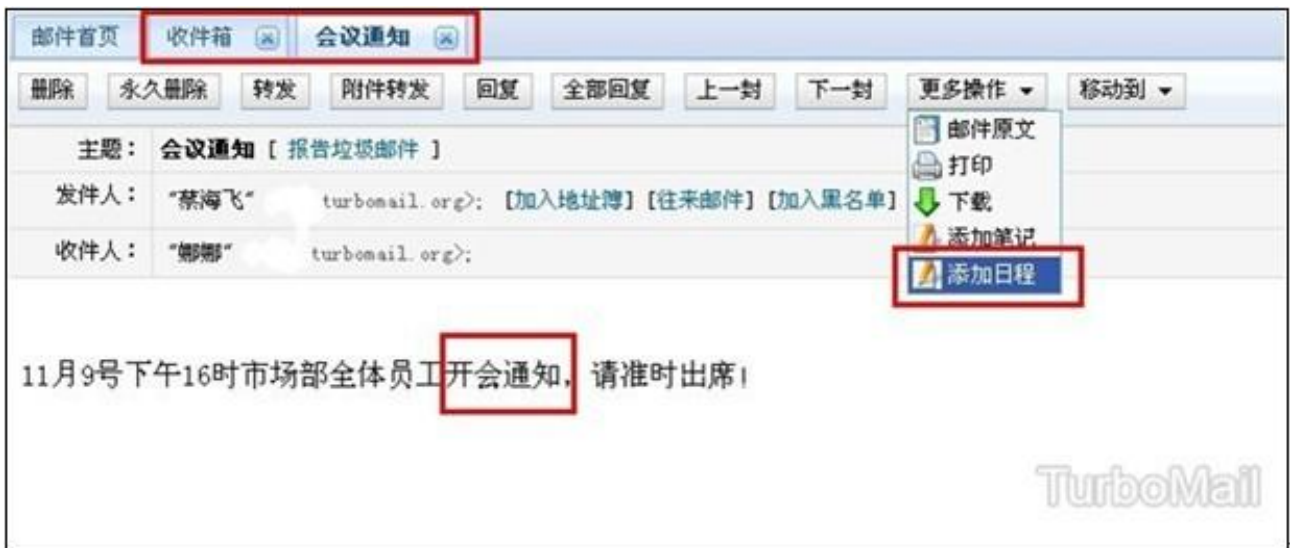 邮件首页 收件箱 会议通知
删除 永久删除 转发 附件转发 回复 全部回复 上一封 下一封 更多操作 移动到
主题： 会议通知 [ 报告垃圾邮件 ]
发件人： "蔡海飞" turbomail.org>; [加入地址簿] [往来邮件] [加入黑名单]
收件人： "娜娜" turbomail.org>;
邮件原文
打印
下载
添加笔记
添加日程
11月9号下午16时市场部全体员工开会通知，请准时出席！
TurboMail